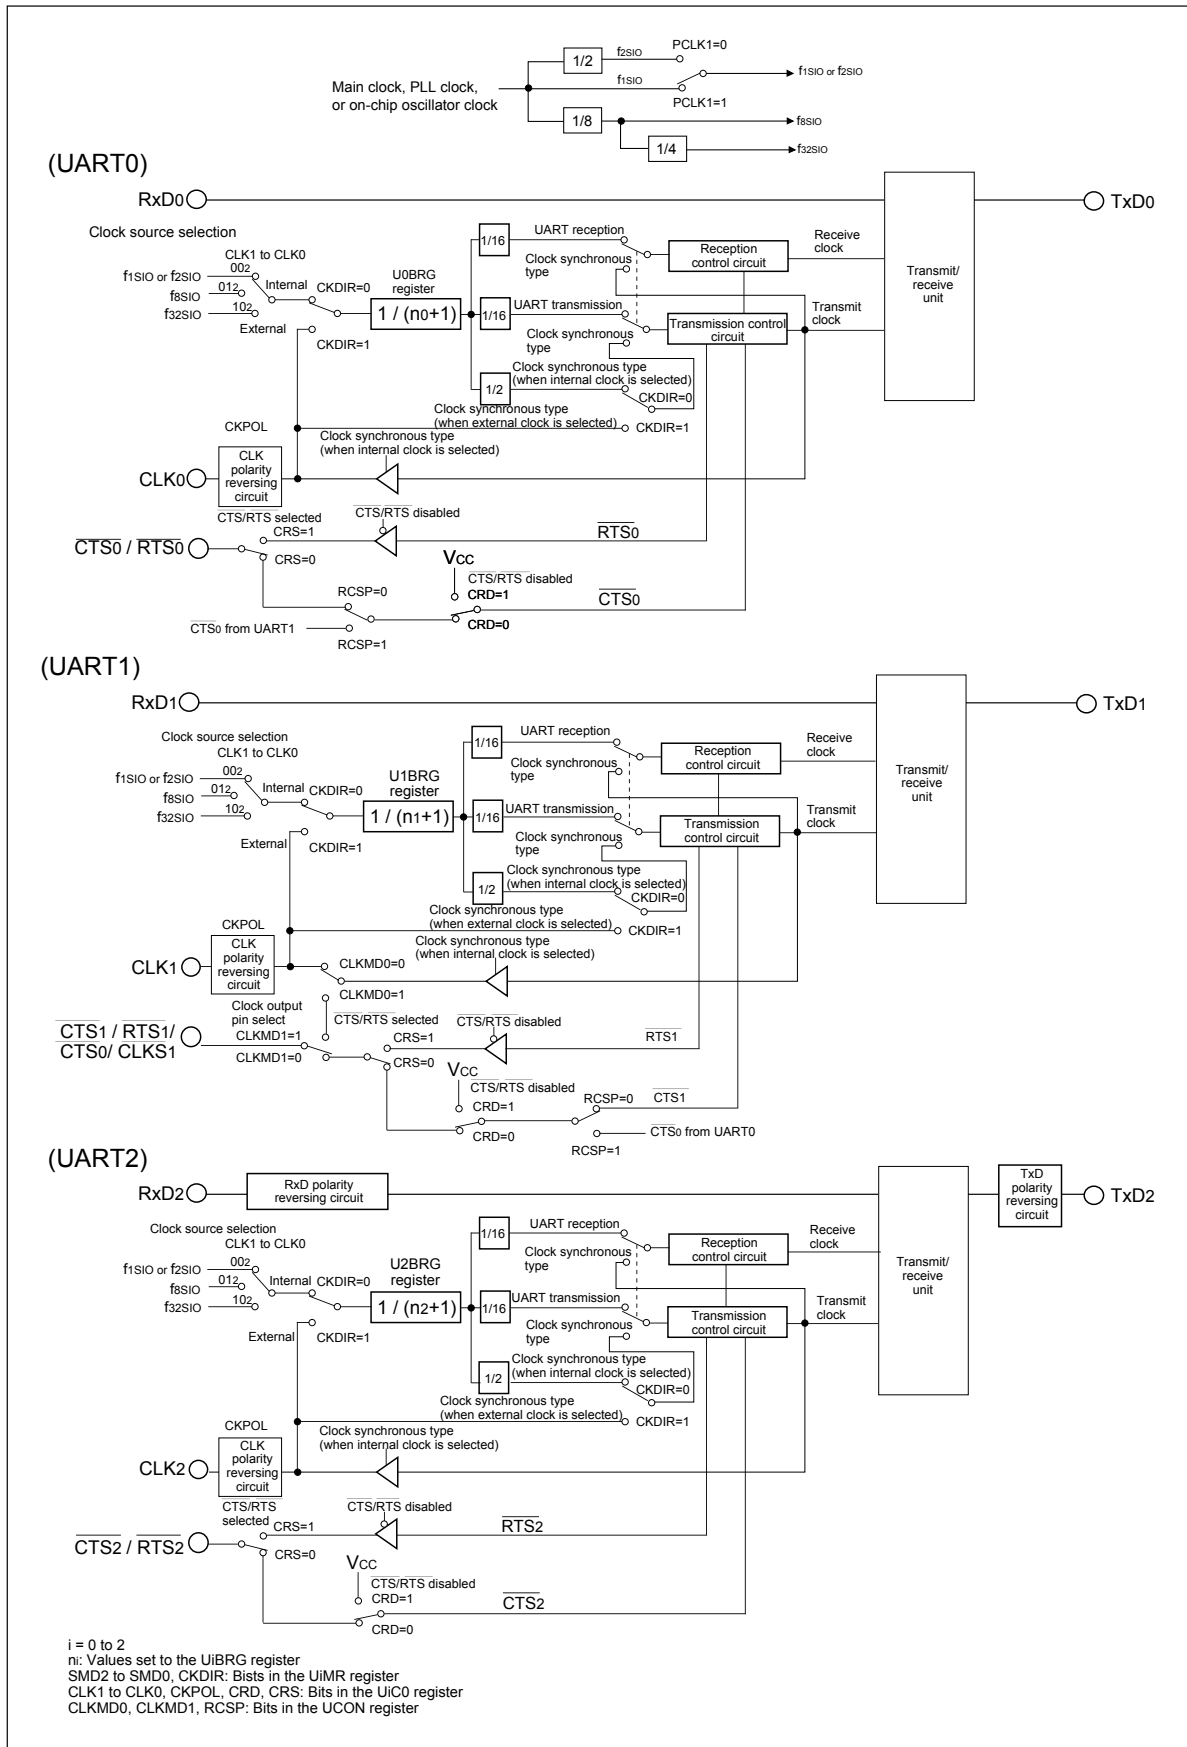 f2SIO
PCLK1=0
1/2
f1SIO or f2SIO
Main clock, PLL clock,
or on-chip oscillator clock
f1SIO
PCLK1=1
1/8
f8SIO
1/4
f32SIO
(UART0)
RxD0
TxD0
Clock source selection
CLK1 to CLK0
002
f1SIO or f2SIO
012
f8SIO
102
f32SIO
Internal
CKDIR=0
External
CKDIR=1
U0BRG
register
1 / (n0+1)
1/16
UART reception
Clock synchronous
type
Reception
control circuit
Receive
clock
Transmit/
receive
unit
1/16
UART transmission
Clock synchronous
type
Transmission control
circuit
Transmit
clock
1/2
Clock synchronous type
(when internal clock is selected)
CKDIR=0
Clock synchronous type
(when external clock is selected)
CKDIR=1
Clock synchronous type
(when internal clock is selected)
CKPOL
CLK0
CLK
polarity
reversing
circuit
CTS/RTS selected
CTS/RTS disabled
CTS0 / RTS0
CRS=1
CRS=0
RTS0
VCC
CTS/RTS disabled
CRD=1
CRD=0
CTS0
RCSP=0
CTS0 from UART1
RCSP=1
(UART1)
RxD1
TxD1
Clock source selection
CLK1 to CLK0
002
f1SIO or f2SIO
012
f8SIO
102
f32SIO
Internal
CKDIR=0
External
CKDIR=1
U1BRG
register
1 / (n1+1)
1/16
UART reception
Clock synchronous
type
Reception
control circuit
Receive
clock
Transmit/
receive
unit
1/16
UART transmission
Clock synchronous
type
Transmission
control circuit
Transmit
clock
1/2
Clock synchronous type
(when internal clock is selected)
CKDIR=0
Clock synchronous type
(when external clock is selected)
CKDIR=1
Clock synchronous type
(when internal clock is selected)
CKPOL
CLK1
CLK
polarity
reversing
circuit
CLKMD0=0
CLKMD0=1
Clock output
pin select
CTS/RTS selected
CTS/RTS disabled
CTS1 / RTS1/
CTS0/ CLKS1
CLKMD1=1
CLKMD1=0
CRS=1
CRS=0
RTS1
VCC
CTS/RTS disabled
CRD=1
CRD=0
RCSP=0
CTS1
CTS0 from UART0
RCSP=1
(UART2)
RxD2
RxD polarity
reversing circuit
TxD
polarity
reversing
circuit
TxD2
Clock source selection
CLK1 to CLK0
002
f1SIO or f2SIO
012
f8SIO
102
f32SIO
Internal
CKDIR=0
External
CKDIR=1
U2BRG
register
1 / (n2+1)
1/16
UART reception
Clock synchronous
type
Reception
control circuit
Receive
clock
Transmit/
receive
unit
1/16
UART transmission
Clock synchronous
type
Transmission
control circuit
Transmit
clock
1/2
Clock synchronous type
(when internal clock is selected)
CKDIR=0
Clock synchronous type
(when external clock is selected)
CKDIR=1
Clock synchronous type
(when internal clock is selected)
CKPOL
CLK2
CLK
polarity
reversing
circuit
CTS/RTS
selected
CTS/RTS disabled
CTS2 / RTS2
CRS=1
CRS=0
RTS2
VCC
CTS/RTS disabled
CRD=1
CRD=0
CTS2
i = 0 to 2
ni: Values set to the UiBRG register
SMD2 to SMD0, CKDIR: Bists in the UiMR register
CLK1 to CLK0, CKPOL, CRD, CRS: Bits in the UiC0 register
CLKMD0, CLKMD1, RCSP: Bits in the UCON register